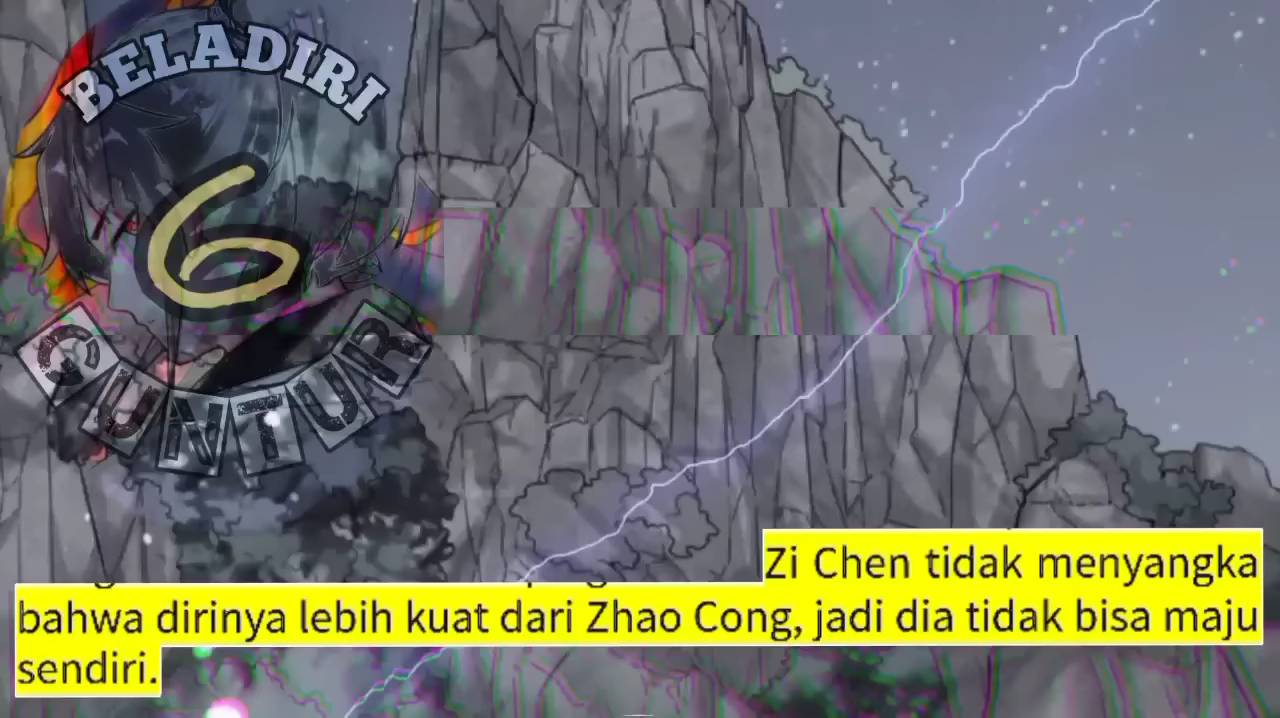 BELADIRI
6
GUNTUR
Zi Chen tidak menyangka
bahwa dirinya lebih kuat dari Zhao Cong, jadi dia tidak bisa maju
sendiri.